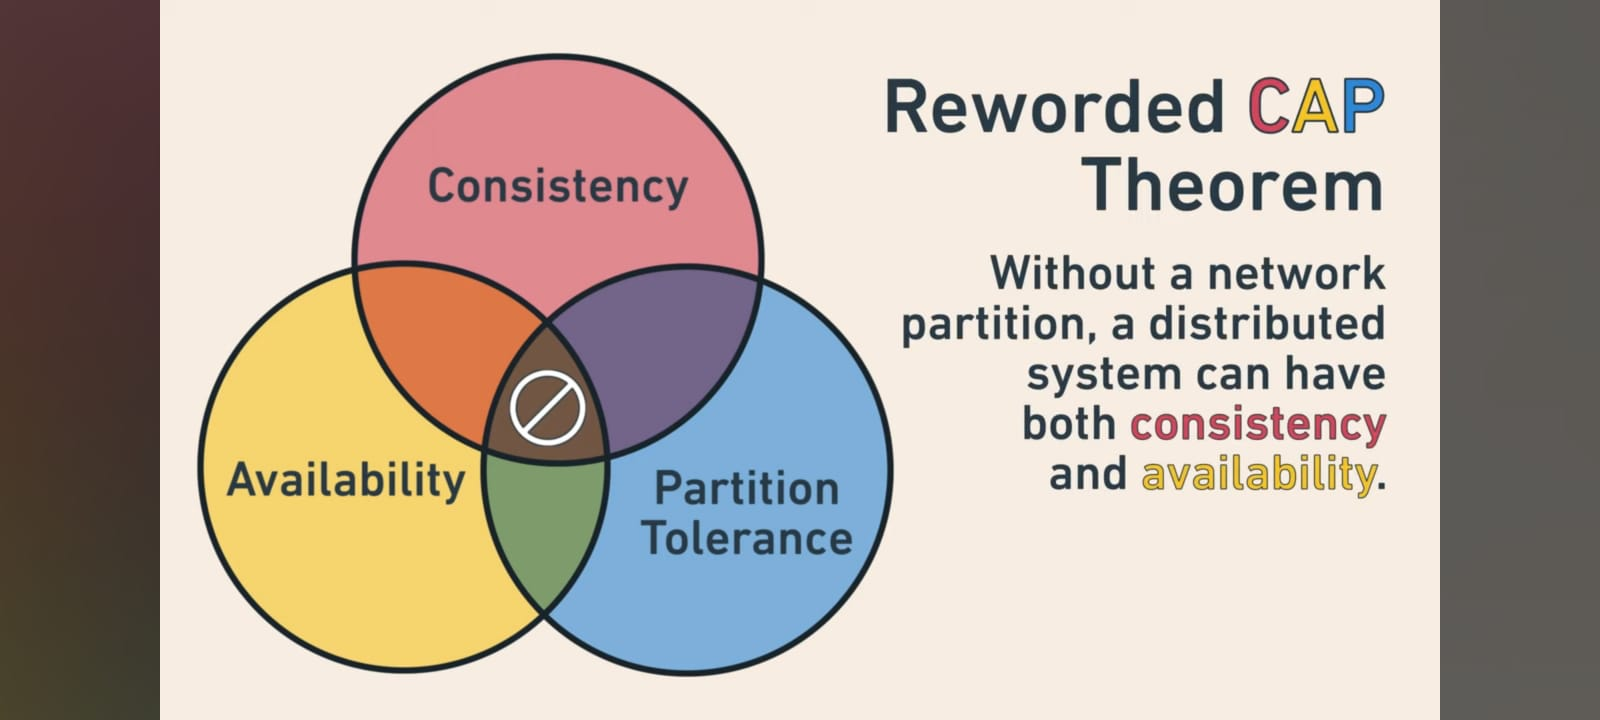 Consistency
Availability
Partition
Tolerance
Reworded CAP
Theorem
Without a network
partition, a distributed
system can have
both consistency
and availability.